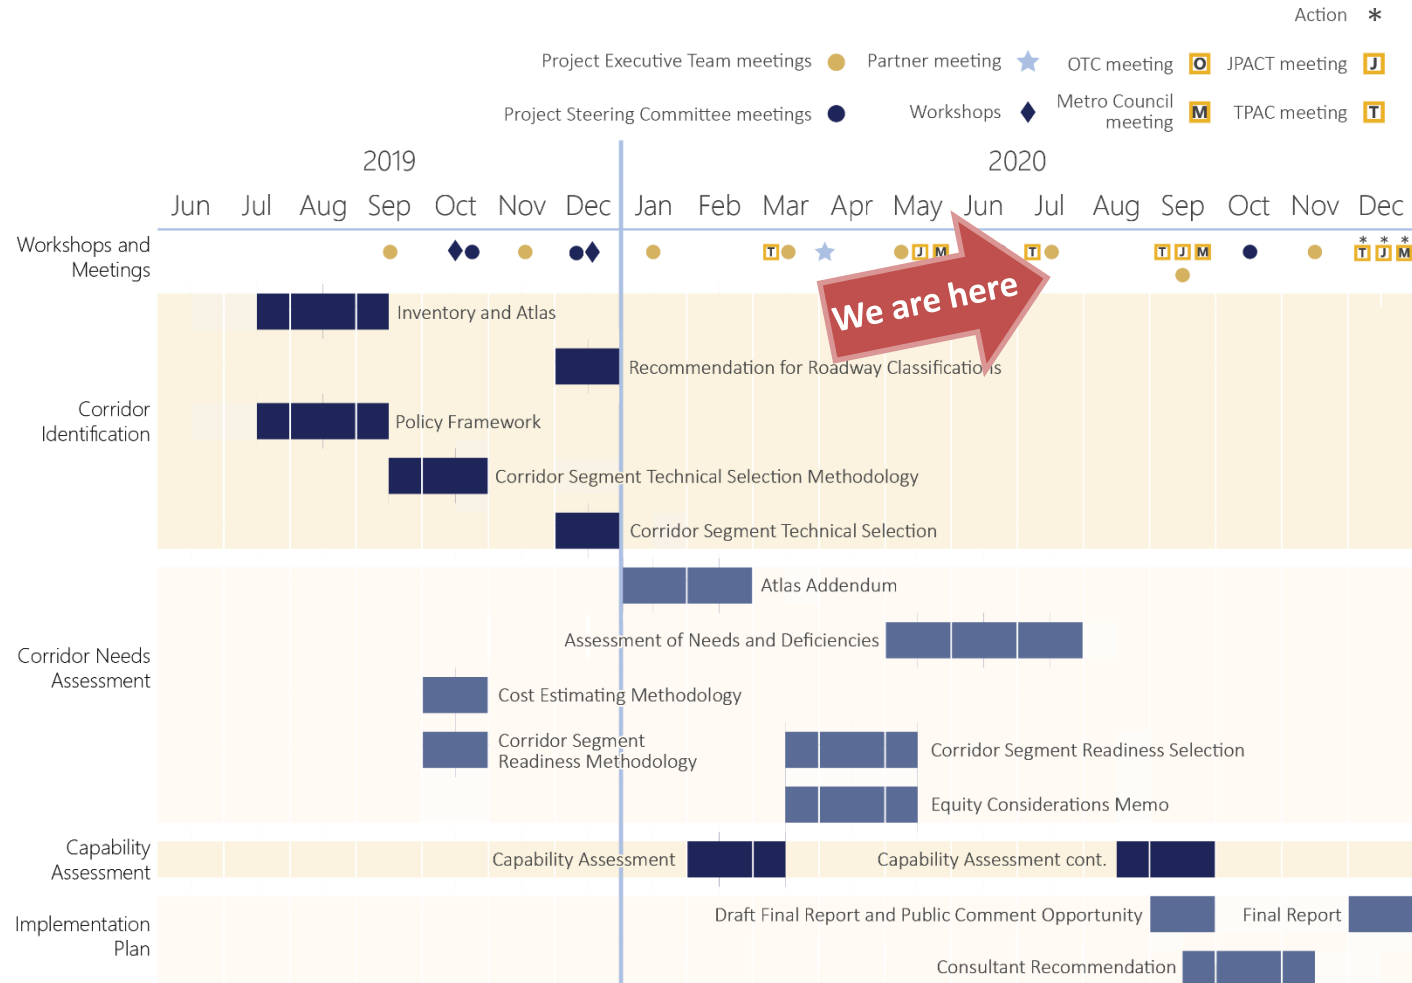 Action *
Project Executive Team meetings Partner meeting OTC meeting O JPACT meeting J
Project Steering Committee meetings Workshops Metro Council meeting M TPAC meeting T
2019 2020
Jun Jul Aug Sep Oct Nov Dec Jan Feb Mar Apr May Jun Jul Aug Sep Oct Nov Dec
* * *
Workshops and
Meetings
T J M T T J M T J M
We are here
Inventory and Atlas
Recommendation for Roadway Classifications
Corridor
Identification
Policy Framework
Corridor Segment Technical Selection Methodology
Corridor Segment Technical Selection
Atlas Addendum
Assessment of Needs and Deficiencies
Corridor Needs
Assessment
Cost Estimating Methodology
Corridor Segment
Readiness Methodology
Corridor Segment Readiness Selection
Equity Considerations Memo
Capability
Assessment
Capability Assessment Capability Assessment cont.
Implementation
Plan
Draft Final Report and Public Comment Opportunity Final Report
Consultant Recommendation